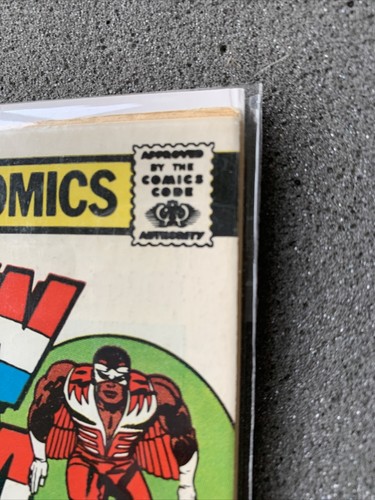 OMICS
APPROVED
BY THE
COMICS
CODE
AUTHORITY